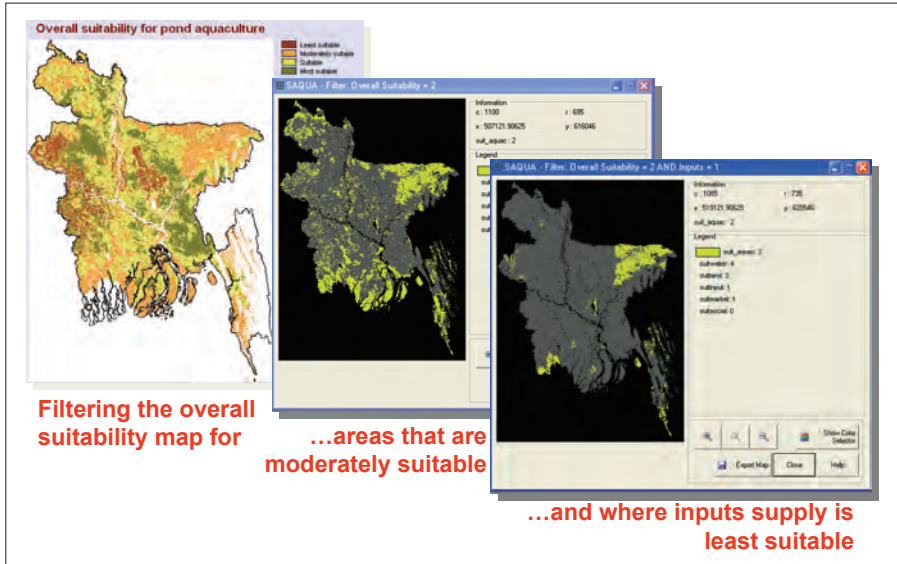 Overall suitability for pond aquaculture
Least suitable
Moderately suitable
Suitable
Most suitable
SAQUA - Filter: Overall Suitability = 2
Information
c : 1100 r : 695
x : 507121.90625 y : 616046
suit_aquac : 2
Legend
SAQUA - Filter: Overall Suitability = 2 AND Inputs = 1
Information
c : 1085 r : 735
x : 519121.90625 y : 620546
suit_aquac : 2
Legend
suit_aquac: 2
suitwater: 4
suitland: 3
suitinput: 1
suitmarket: 1
suitsocial: 0
Show Color
Selector
Export Map Close Help
Filtering the overall
suitability map for
…areas that are
moderately suitable
…and where inputs supply is
least suitable